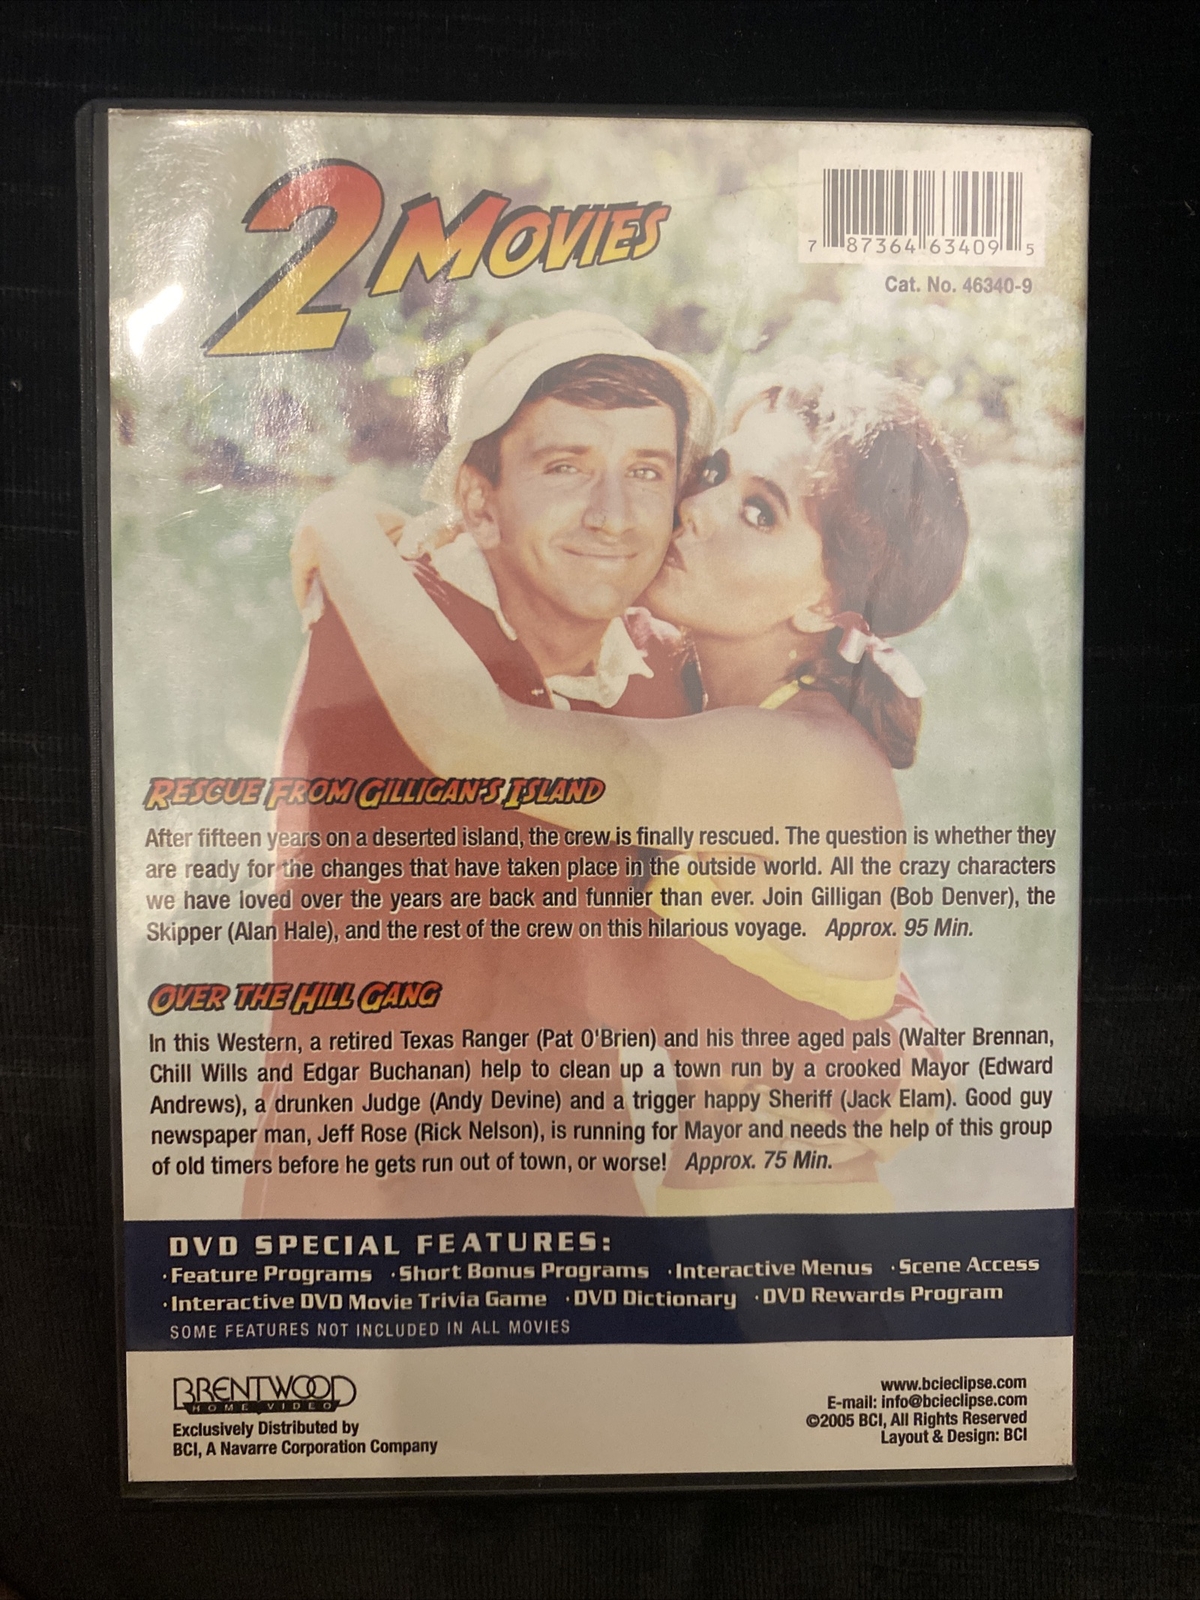 2 MOVIES
7 87364 63409 5
Cat. No. 46340-9
RESCUE FROM GILLIGAN'S ISLAND
After fifteen years on a deserted island, the crew is finally rescued. The question is whether they
are ready for the changes that have taken place in the outside world. All the crazy characters
we have loved over the years are back and funnier than ever. Join Gilligan (Bob Denver), the
Skipper (Alan Hale), and the rest of the crew on this hilarious voyage. Approx. 95 Min.
OVER THE HILL GANG
In this Western, a retired Texas Ranger (Pat O'Brien) and his three aged pals (Walter Brennan,
Chill Wills and Edgar Buchanan) help to clean up a town run by a crooked Mayor (Edward
Andrews), a drunken Judge (Andy Devine) and a trigger happy Sheriff (Jack Elam). Good guy
newspaper man, Jeff Rose (Rick Nelson), is running for Mayor and needs the help of this group
of old timers before he gets run out of town, or worse! Approx. 75 Min.
DVD SPECIAL FEATURES:
·Feature Programs ·Short Bonus Programs ·Interactive Menus ·Scene Access
·Interactive DVD Movie Trivia Game ·DVD Dictionary ·DVD Rewards Program
SOME FEATURES NOT INCLUDED IN ALL MOVIES
BRENTWOOD
HOME VIDEO
Exclusively Distributed by
BCI, A Navarre Corporation Company
www.bcieclipse.com
E-mail: info@bcieclipse.com
©2005 BCI, All Rights Reserved
Layout & Design: BCI